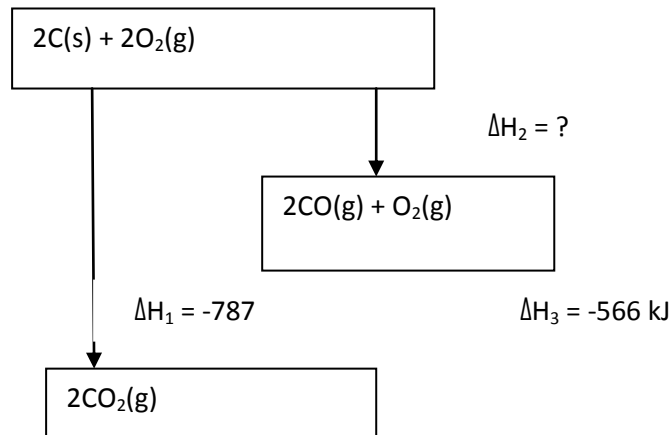 2C(s) + 2O₂(g)
ΔH₂ = ?
2CO(g) + O₂(g)
ΔH₁ = -787
ΔH₃ = -566 kJ
2CO₂(g)